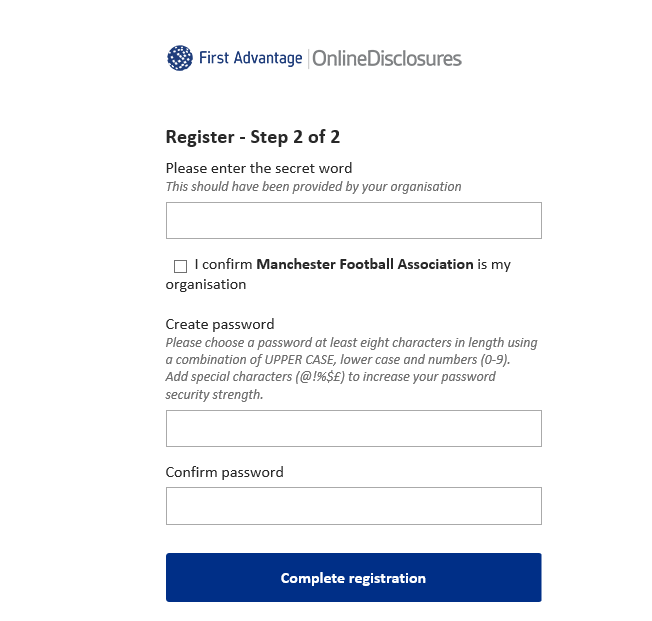 First Advantage | OnlineDisclosures
Register - Step 2 of 2
Please enter the secret word
This should have been provided by your organisation
I confirm Manchester Football Association is my
organisation
Create password
Please choose a password at least eight characters in length using
a combination of UPPER CASE, lower case and numbers (0-9).
Add special characters (@!%$£) to increase your password
security strength.
Confirm password
Complete registration